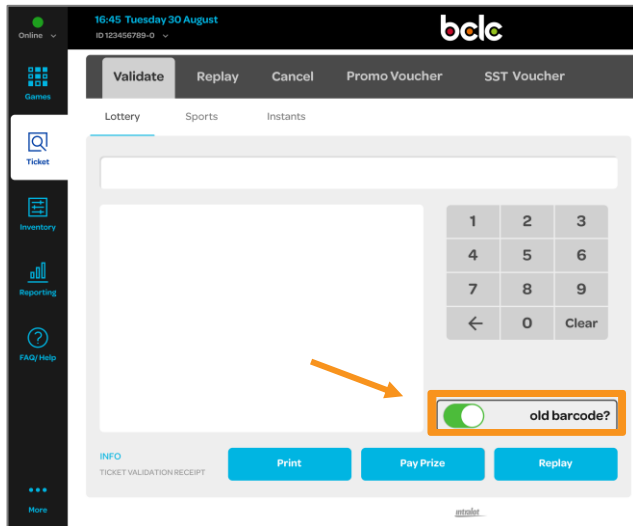 Online
16:45 Tuesday 30 August
ID 123456789-0
bclc
Games
Ticket
Inventory
Reporting
FAQ/Help
More
Validate Replay Cancel Promo Voucher SST Voucher
Lottery Sports Instants
1 2 3
4 5 6
7 8 9
← 0 Clear
old barcode?
INFO
TICKET VALIDATION RECEIPT
Print Pay Prize Replay
intralot